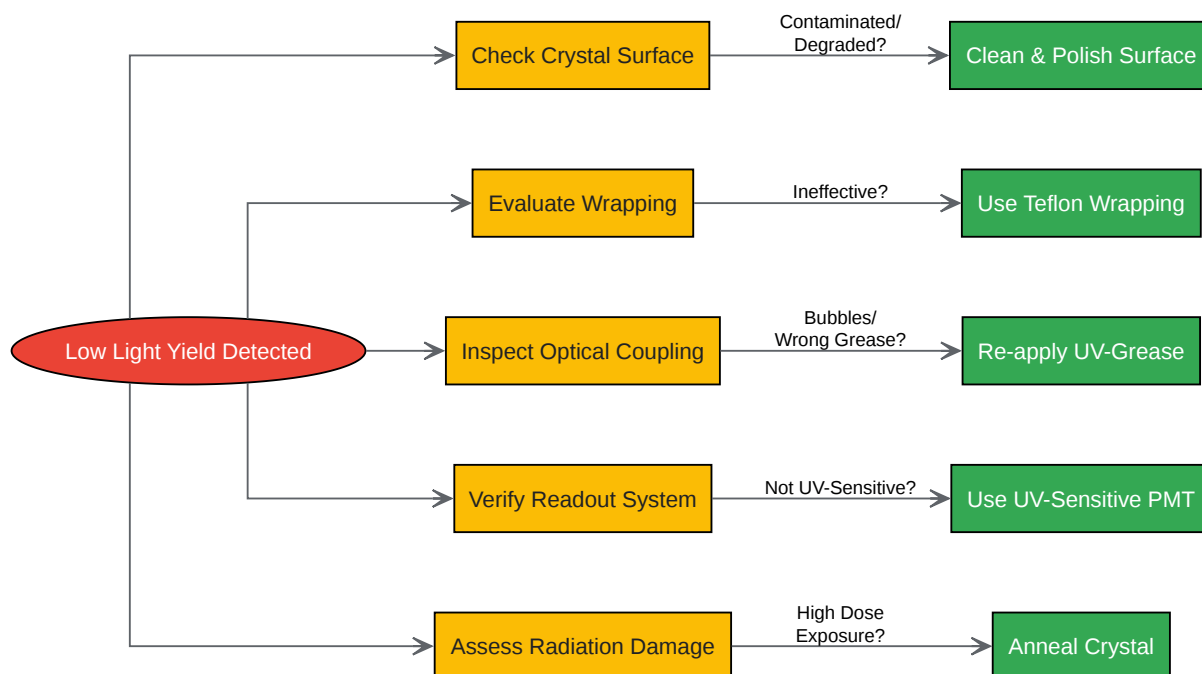 Contaminated/
Degraded?
Check Crystal Surface
Clean & Polish Surface
Evaluate Wrapping
Ineffective?
Use Teflon Wrapping
Low Light Yield Detected
Inspect Optical Coupling
Bubbles/
Wrong Grease?
Re-apply UV-Grease
Verify Readout System
Not UV-Sensitive?
Use UV-Sensitive PMT
Assess Radiation Damage
High Dose
Exposure?
Anneal Crystal